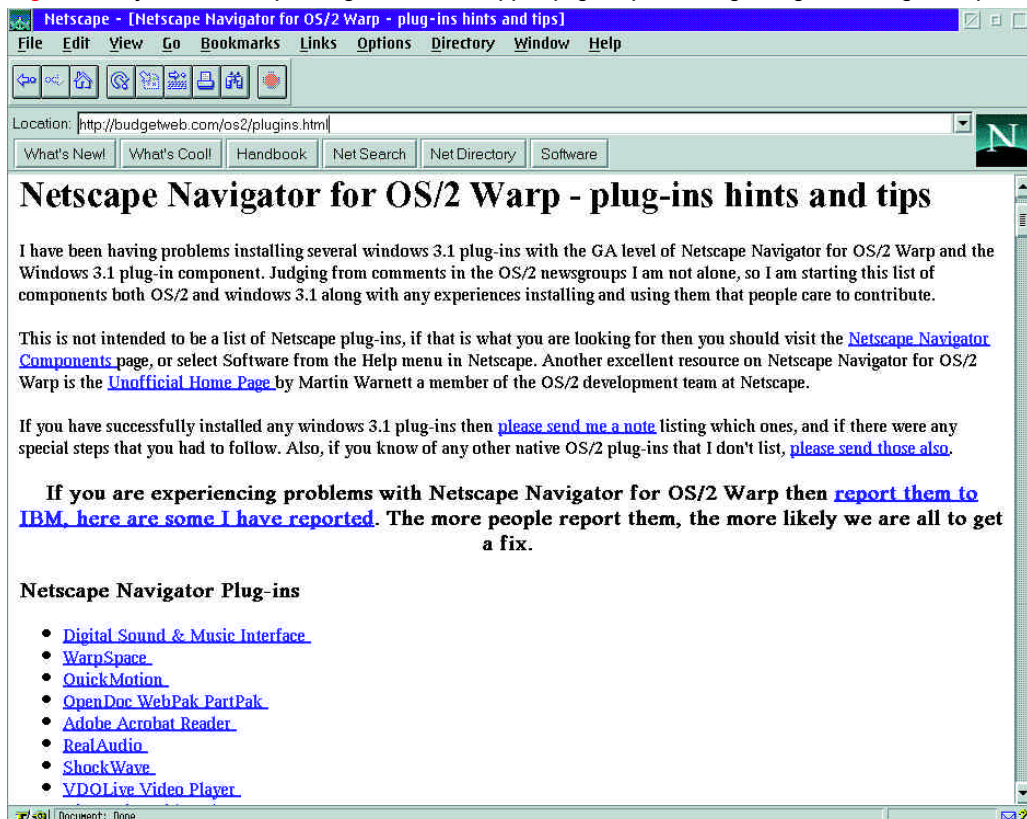 Netscape - [Netscape Navigator for OS/2 Warp - plug-ins hints and tips]
File Edit View Go Bookmarks Links Options Directory Window Help
Location: http://budgetweb.com/os2/plugins.html
N
What's New! What's Cool! Handbook Net Search Net Directory Software
Netscape Navigator for OS/2 Warp - plug-ins hints and tips
I have been having problems installing several windows 3.1 plug-ins with the GA level of Netscape Navigator for OS/2 Warp and the
Windows 3.1 plug-in component. Judging from comments in the OS/2 newsgroups I am not alone, so I am starting this list of
components both OS/2 and windows 3.1 along with any experiences installing and using them that people care to contribute.
This is not intended to be a list of Netscape plug-ins, if that is what you are looking for then you should visit the Netscape Navigator
Components page, or select Software from the Help menu in Netscape. Another excellent resource on Netscape Navigator for OS/2
Warp is the Unofficial Home Page by Martin Warnett a member of the OS/2 development team at Netscape.
If you have successfully installed any windows 3.1 plug-ins then please send me a note listing which ones, and if there were any
special steps that you had to follow. Also, if you know of any other native OS/2 plug-ins that I don't list, please send those also.
If you are experiencing problems with Netscape Navigator for OS/2 Warp then report them to
IBM, here are some I have reported. The more people report them, the more likely we are all to get
a fix.
Netscape Navigator Plug-ins
Digital Sound & Music Interface
WarpSpace
QuickMotion
OpenDoc WebPak PartPak
Adobe Acrobat Reader
RealAudio
ShockWave
VDOLive Video Player
Document: Done